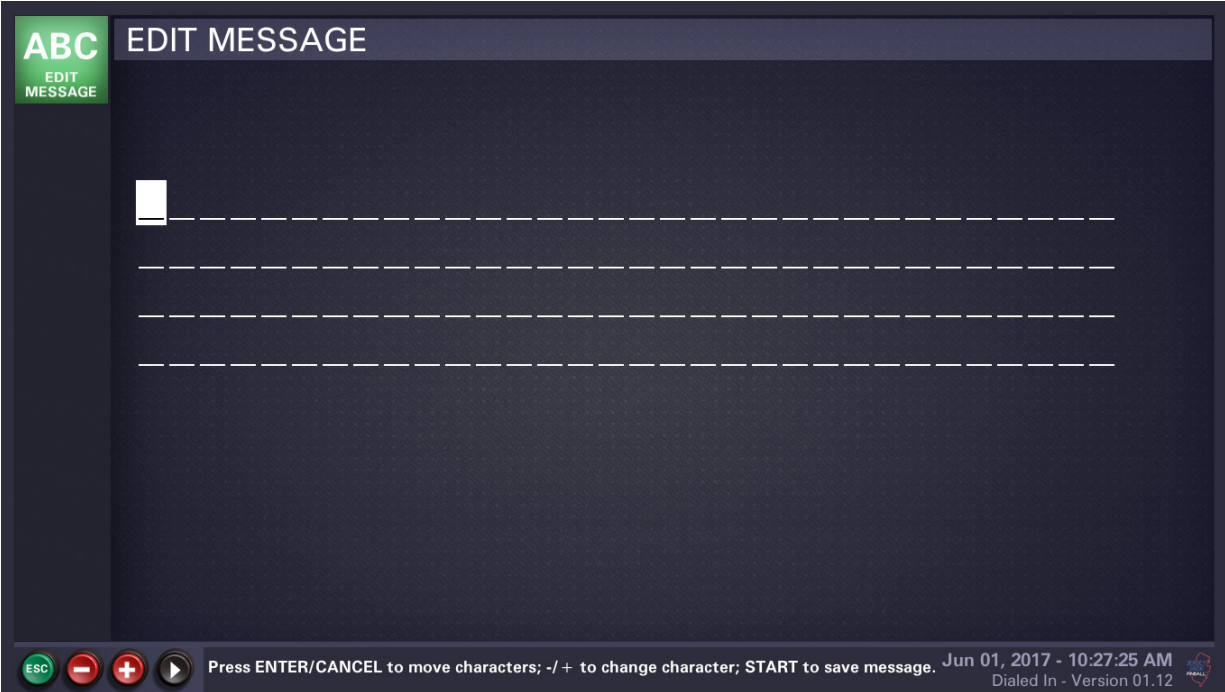 ABC
EDIT
MESSAGE
EDIT MESSAGE
ESC
Press ENTER/CANCEL to move characters; -/+ to change character; START to save message.
Jun 01, 2017 - 10:27:25 AM
Dialed In - Version 01.12